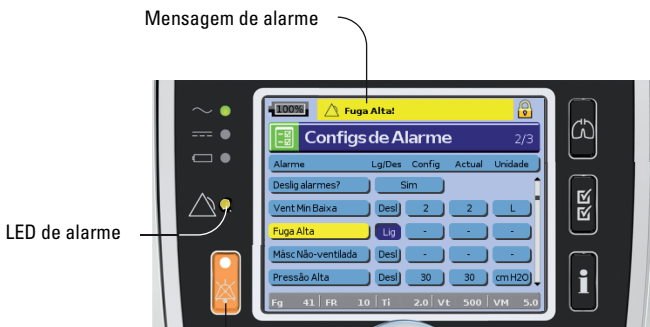 Mensagem de alarme
100%
Fuga Alta!
Configs de Alarme 2/3
Alarme Lg/Des Config Actual Unidade
Deslig alarmes? Sim
Vent Min Baixa Desl 2 2 L
Fuga Alta Lig - - -
Másc Não-ventilada Desl - - -
Pressão Alta Desl 30 30 cmH2O
Fg 41 FR 10 Ti 2.0 Vt 500 VM 5.0
LED de alarme
i